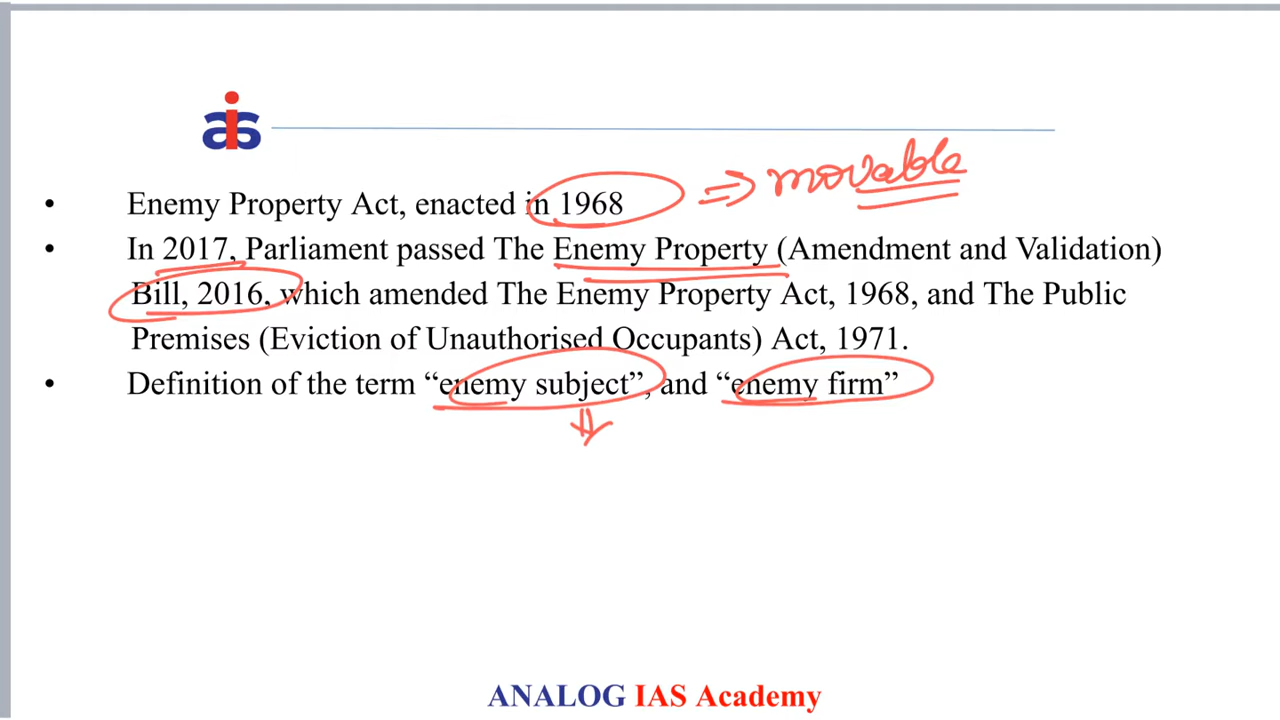 ias
• Enemy Property Act, enacted in 1968 ⇒ movable
• In 2017, Parliament passed The Enemy Property (Amendment and Validation)
Bill, 2016, which amended The Enemy Property Act, 1968, and The Public
Premises (Eviction of Unauthorised Occupants) Act, 1971.
• Definition of the term “enemy subject”, and “enemy firm”
ANALOG IAS Academy